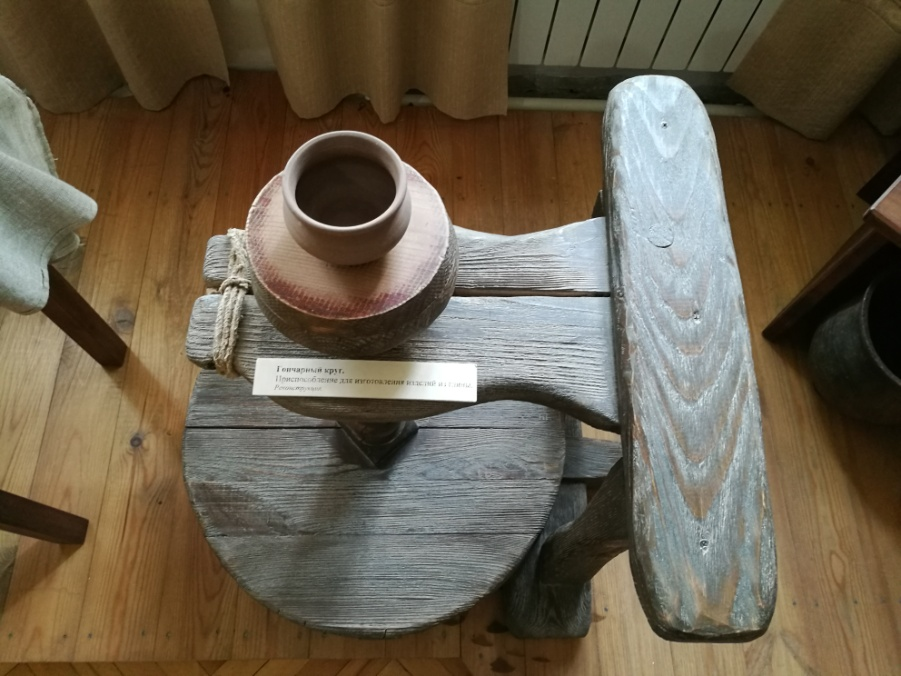 Гончарный круг.
Приспособление для изготовления изделий из глины.
Реконструкция